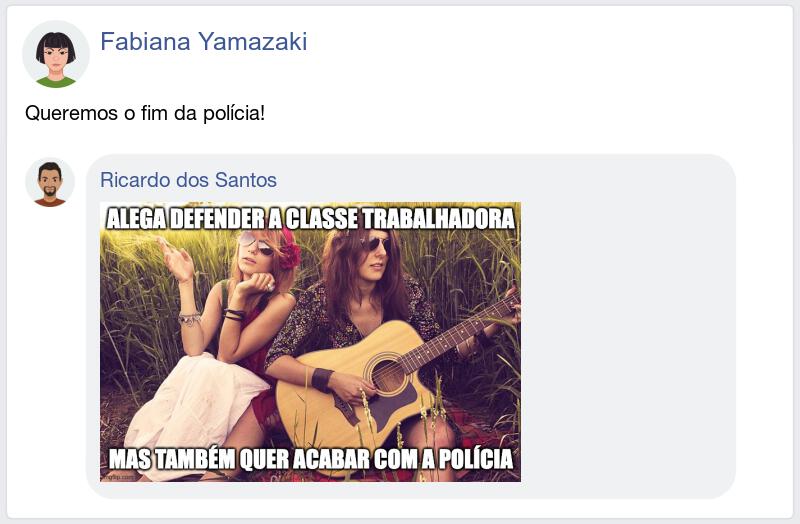 Fabiana Yamazaki
Queremos o fim da polícia!
Ricardo dos Santos
ALEGA DEFENDER A CLASSE TRABALHADORA
MAS TAMBÉM QUER ACABAR COM A POLÍCIA
imgflip.com